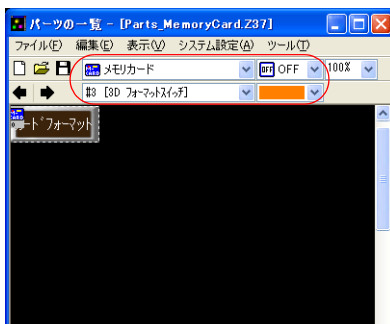 パーツの一覧 - [Parts_MemoryCard.Z37]
ファイル(F) 編集(E) 表示(V) システム設定(A) ツール(T)
メモリカード OFF OFF 100%
#3 [3D フォーマットスイッチ]
ードフォーマット